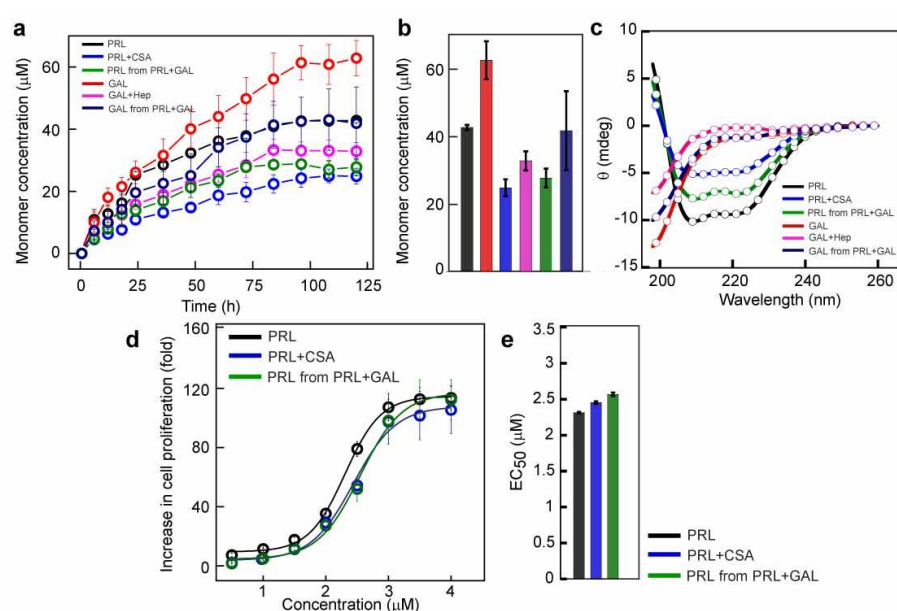 a
Monomer concentration (μM)
60
40
20
0
PRL
PRL+CSA
PRL from PRL+GAL
GAL
GAL+Hep
GAL from PRL+GAL
0
25
50
75
100
125
Time (h)
b
Monomer concentration (μM)
60
40
20
0
c
θ (mdeg)
10
5
0
-5
-10
-15
PRL
PRL+CSA
PRL from PRL+GAL
GAL
GAL+Hep
GAL from PRL+GAL
200
220
240
260
Wavelength (nm)
d
Increase in cell proliferation (fold)
160
120
80
40
0
PRL
PRL+CSA
PRL from PRL+GAL
1
2
3
4
Concentration (μM)
e
EC50 (μM)
3.5
3
2.5
2
1.5
1
.5
0
PRL
PRL+CSA
PRL from PRL+GAL